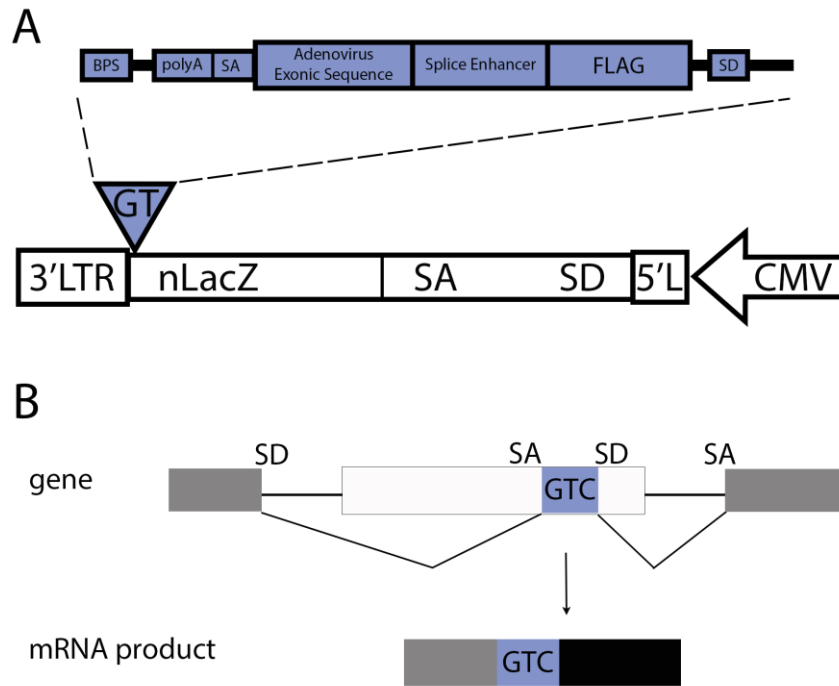 A
BPS polyA SA Adenovirus Exonic Sequence Splice Enhancer FLAG SD
GT
3'LTR nLacZ SA SD 5'L CMV
B
SD SA SD SA
gene GTC
mRNA product GTC